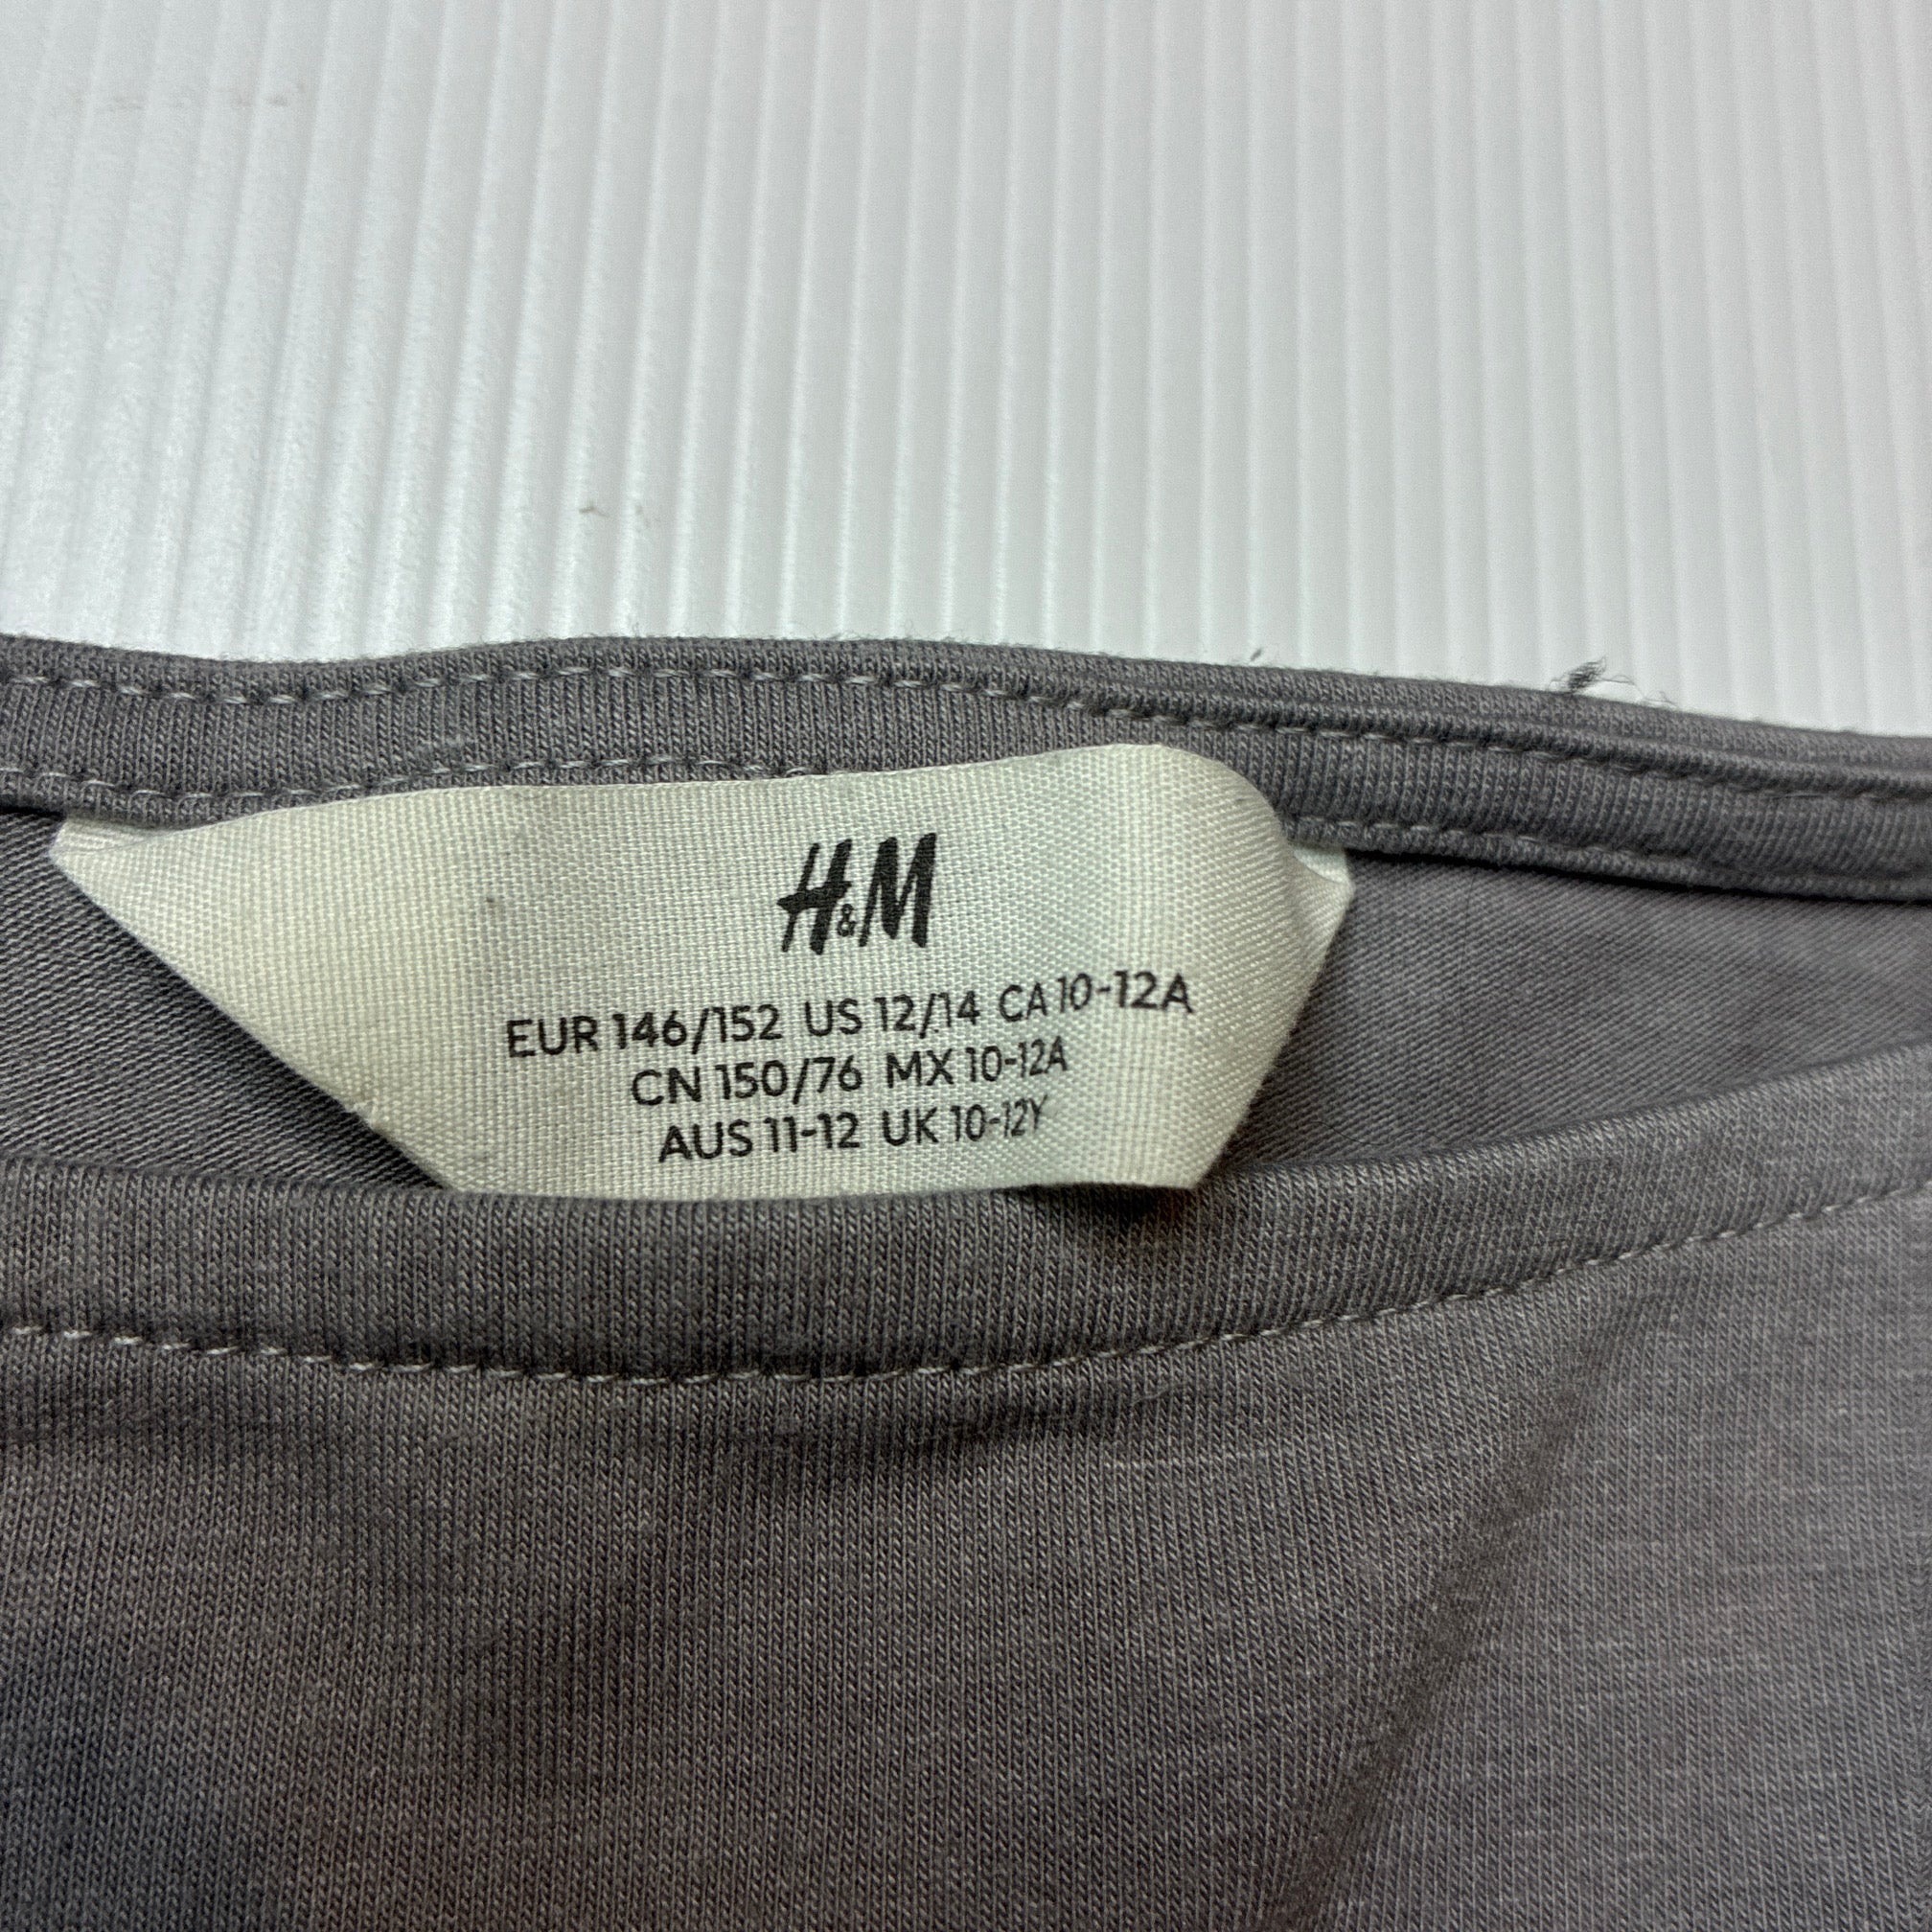 H&M
EUR 146/152 US 12/14 CA 10-12A
CN 150/76 MX 10-12A
AUS 11-12 UK 10-12Y